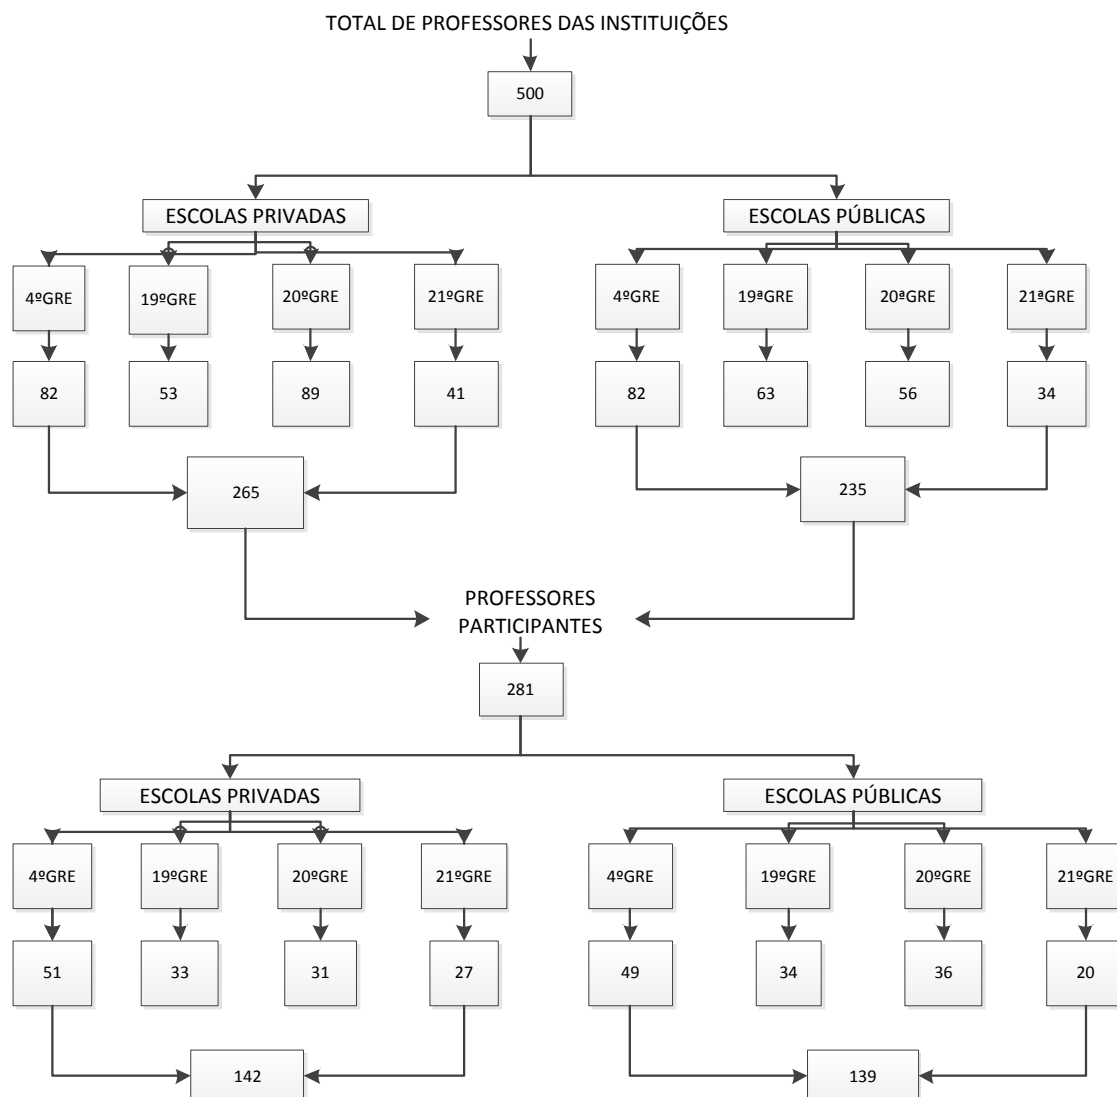 TOTAL DE PROFESSORES DAS INSTITUIÇÕES
500
ESCOLAS PRIVADAS
ESCOLAS PÚBLICAS
4ºGRE
19ºGRE
20ºGRE
21ºGRE
4ºGRE
19ªGRE
20ªGRE
21ªGRE
82
53
89
41
82
63
56
34
265
235
PROFESSORES
PARTICIPANTES
281
ESCOLAS PRIVADAS
ESCOLAS PÚBLICAS
4ºGRE
19ºGRE
20ºGRE
21ºGRE
4ºGRE
19ºGRE
20ºGRE
21ºGRE
51
33
31
27
49
34
36
20
142
139